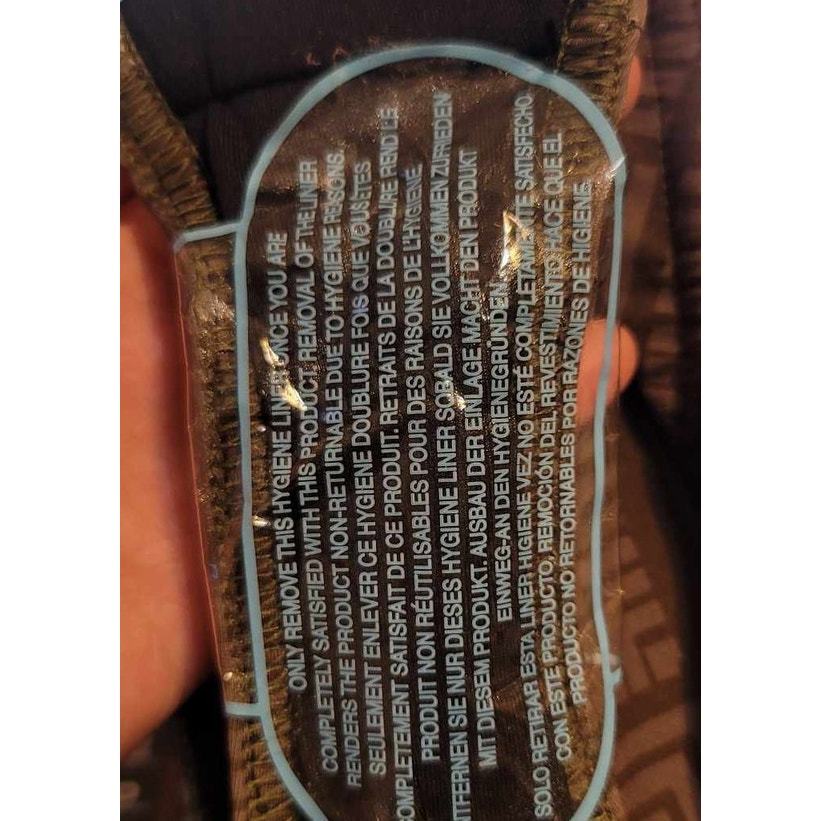 ONLY REMOVE THIS HYGIENE LINER ONCE YOU ARE
COMPLETELY SATISFIED WITH THIS PRODUCT. REMOVAL OF THE LINER
RENDERS THE PRODUCT NON-RETURNABLE DUE TO HYGIENE REASONS.
SEULEMENT ENLEVER CE HYGIENE DOUBLURE FOIS QUE VOUS ETES
COMPLETEMENT SATISFAIT DE CE PRODUIT. RETRAITS DE LA DOUBLURE REND LE
PRODUIT NON RÉUTILISABLES POUR DES RAISONS DE L'HYGIENE
ENTFERNEN SIE NUR DIESES HYGIENE LINER SOBALD SIE VOLLKOMMEN ZURRIEDEN
MIT DIESEM PRODUKT. AUSBAU DER EINLAGE MACHT DEN PRODUKT
EINWEG-AN DEN HYGIENEGRÜNDEN
SOLO RETIRAR ESTA LINER HIGIENE VEZ NO ESTÉ COMPLETAMENTE SATISFECHO
CON ESTE PRODUCTO, REMOCIÓN DEL REVESTIMIENTO HACE QUE EL
PRODUCTO NO RETORNABLES POR RAZONES DE HIGIENE